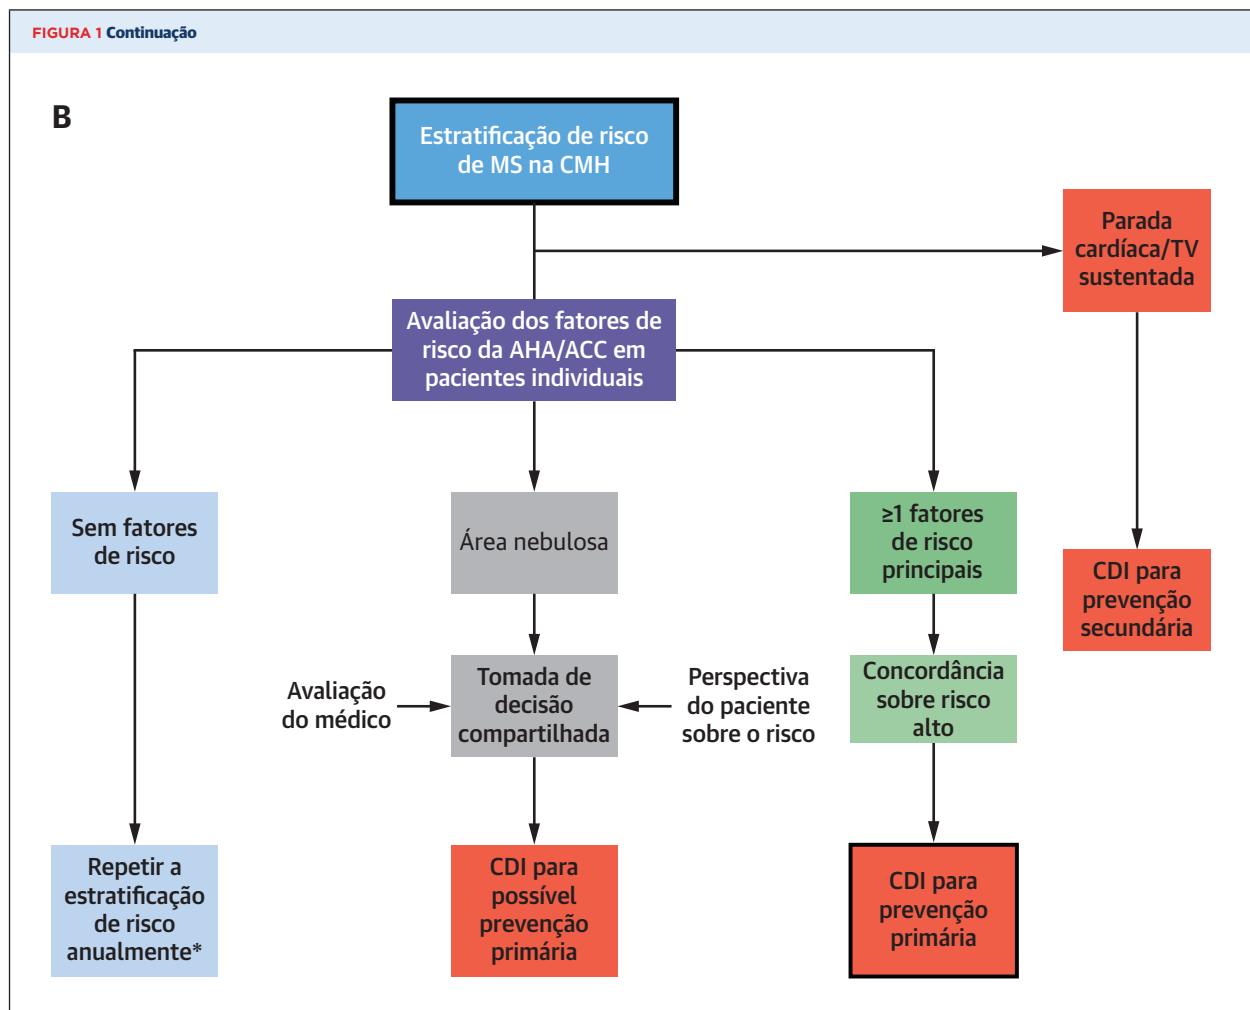 FIGURA 1 Continuação
B
Estratificação de risco
de MS na CMH
Parada
cardíaca/TV
sustentada
Avaliação dos fatores de
risco da AHA/ACC em
pacientes individuais
Sem fatores
de risco
Área nebulosa
≥1 fatores
de risco
principais
CDI para
prevenção
secundária
Avaliação
do médico
Tomada de
decisão
compartilhada
Perspectiva
do paciente
sobre o risco
Concordância
sobre risco
alto
Repetir a
estratificação
de risco
anualmente*
CDI para
possível
prevenção
primária
CDI para
prevenção
primária